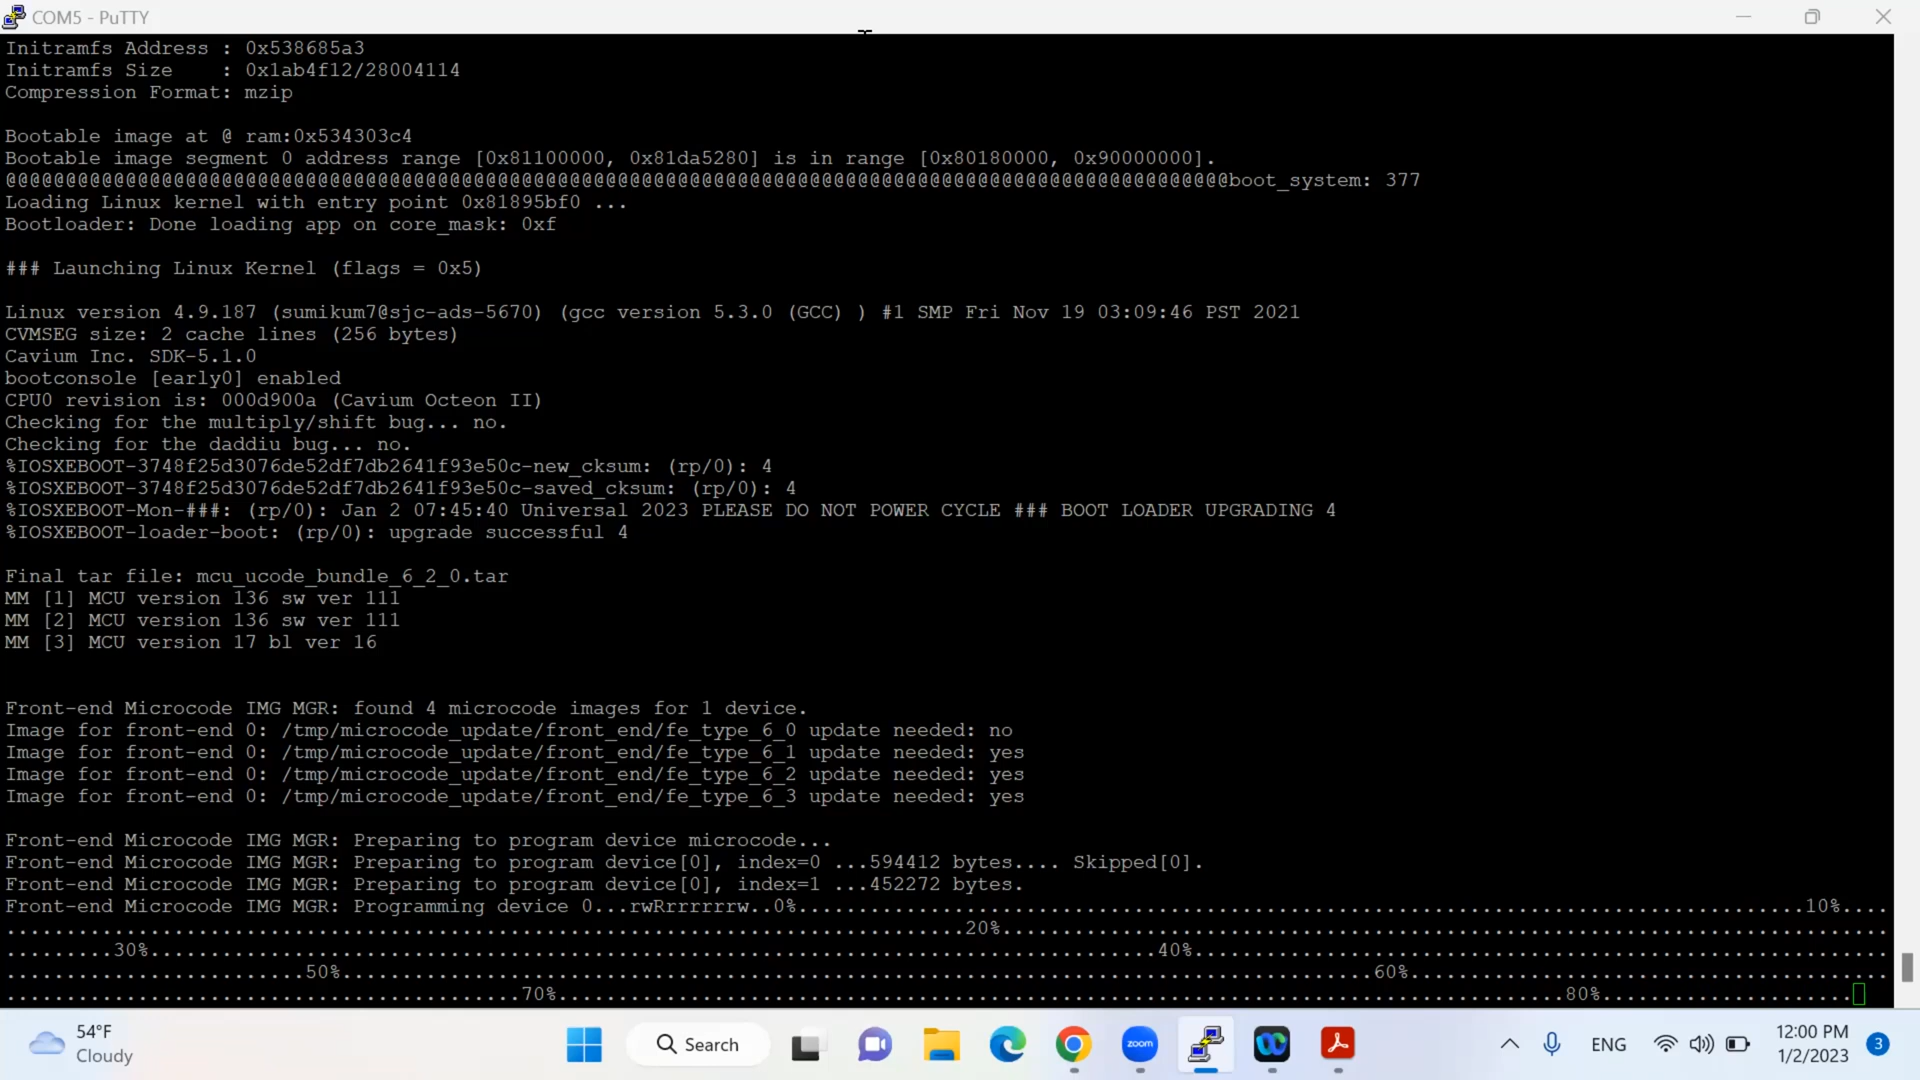 COM5 - PuTTY
Initramfs Address : 0x538685a3
Initramfs Size    : 0x1ab4f12/28004114
Compression Format: mzip
Bootable image at @ ram:0x534303c4
Bootable image segment 0 address range [0x81100000, 0x81da5280] is in range [0x80180000, 0x90000000].
@@@@@@@@@@@@@@@@@@@@@@@@@@@@@@@@@@@@@@@@@@@@@@@@@@@@@@@@@@@@@@@@@@@@@@@@@@@@@@@@@@@@@@@@@@@@@@@@@@@@@@boot_system: 377
Loading Linux kernel with entry point 0x81895bf0 ...
Bootloader: Done loading app on core_mask: 0xf
### Launching Linux Kernel (flags = 0x5)
Linux version 4.9.187 (sumikum7@sjc-ads-5670) (gcc version 5.3.0 (GCC) ) #1 SMP Fri Nov 19 03:09:46 PST 2021
CVMSEG size: 2 cache lines (256 bytes)
Cavium Inc. SDK-5.1.0
bootconsole [early0] enabled
CPU0 revision is: 000d900a (Cavium Octeon II)
Checking for the multiply/shift bug... no.
Checking for the daddiu bug... no.
%IOSXEBOOT-3748f25d3076de52df7db2641f93e50c-new_cksum: (rp/0): 4
%IOSXEBOOT-3748f25d3076de52df7db2641f93e50c-saved_cksum: (rp/0): 4
%IOSXEBOOT-Mon-###: (rp/0): Jan 2 07:45:40 Universal 2023 PLEASE DO NOT POWER CYCLE ### BOOT LOADER UPGRADING 4
%IOSXEBOOT-loader-boot: (rp/0): upgrade successful 4
Final tar file: mcu_ucode_bundle_6_2_0.tar
MM [1] MCU version 136 sw ver 111
MM [2] MCU version 136 sw ver 111
MM [3] MCU version 17 bl ver 16
Front-end Microcode IMG MGR: found 4 microcode images for 1 device.
Image for front-end 0: /tmp/microcode_update/front_end/fe_type_6_0 update needed: no
Image for front-end 0: /tmp/microcode_update/front_end/fe_type_6_1 update needed: yes
Image for front-end 0: /tmp/microcode_update/front_end/fe_type_6_2 update needed: yes
Image for front-end 0: /tmp/microcode_update/front_end/fe_type_6_3 update needed: yes
Front-end Microcode IMG MGR: Preparing to program device microcode...
Front-end Microcode IMG MGR: Preparing to program device[0], index=0 ...594412 bytes.... Skipped[0].
Front-end Microcode IMG MGR: Preparing to program device[0], index=1 ...452272 bytes.
Front-end Microcode IMG MGR: Programming device 0...rwRrrrrrrw..0%....................................................................................10%....
................................................................................20%...........................................................................
.........30%.....................................................................................40%.........................................................
.........................50%......................................................................................60%.......................................
...........................................70%...................................................................................80%....................
54°F
Cloudy
Search
zoom
ENG
12:00 PM
1/2/2023
3